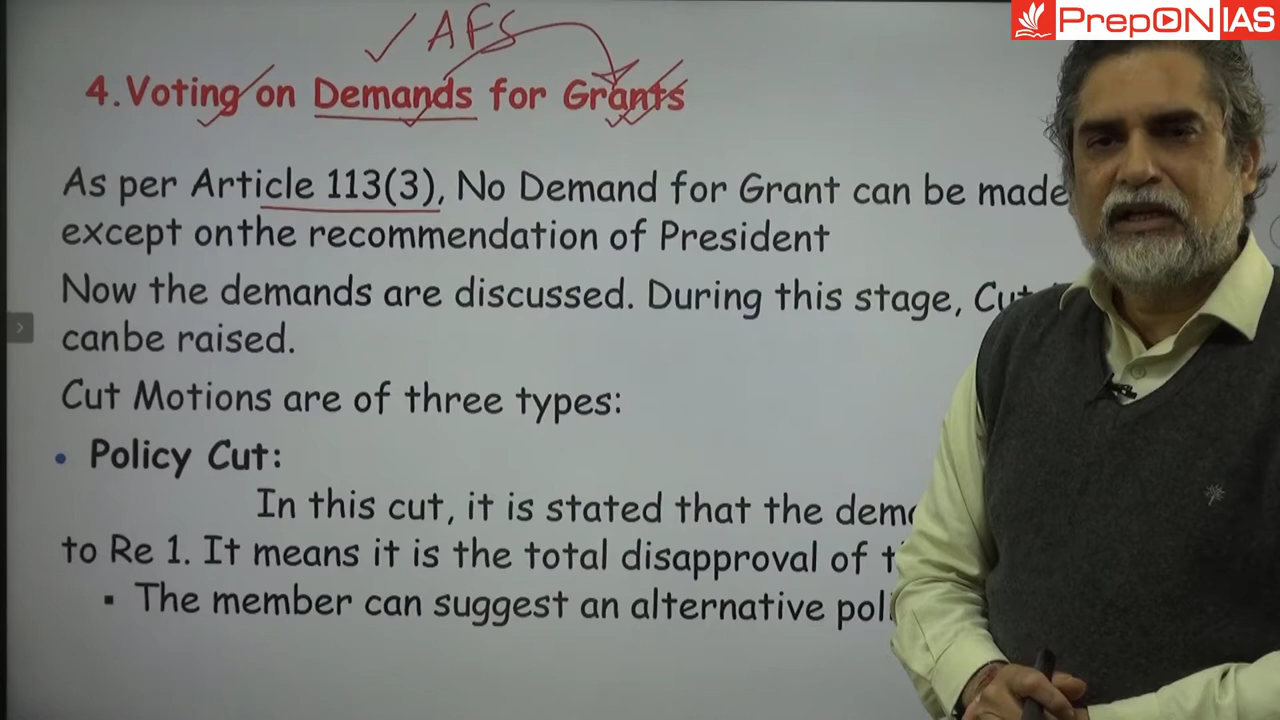 PrepON IAS
AFS
4. Voting on Demands for Grants
As per Article 113(3), No Demand for Grant can be made
except onthe recommendation of President
Now the demands are discussed. During this stage,
canbe raised.
Cut Motions are of three types:
• Policy Cut:
In this cut, it is stated that the
to Re 1. It means it is the total disapproval of
▪ The member can suggest an alternative